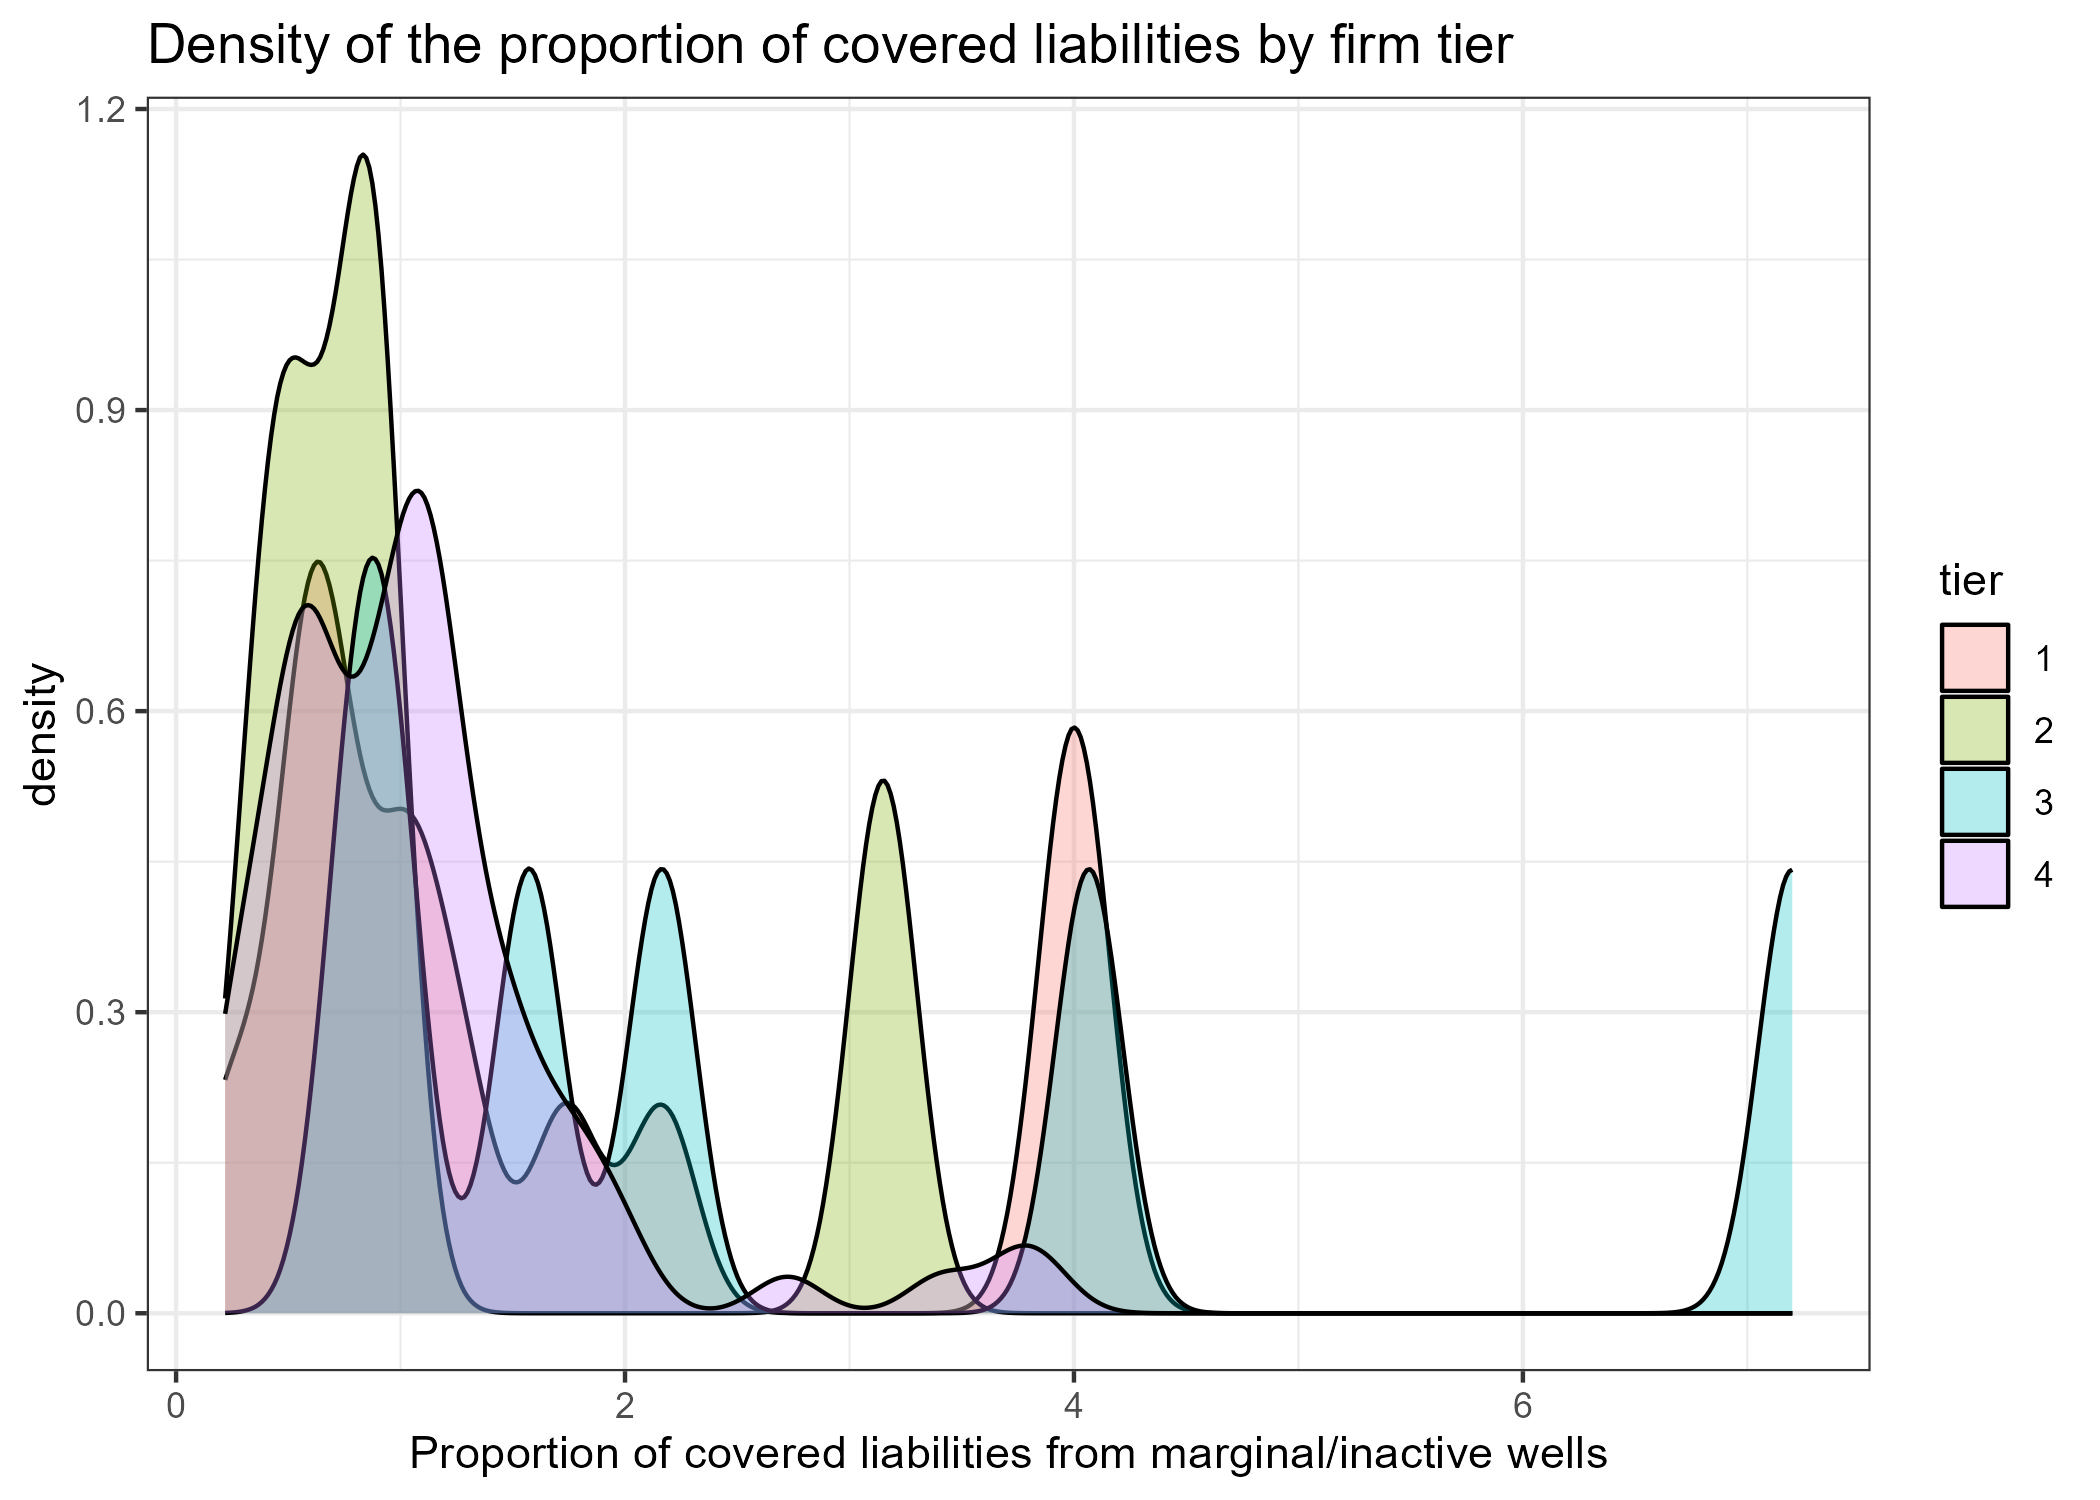 Density of the proportion of covered liabilities by firm tier
1.2
0.9
0.6
0.3
0.0
density
0 2 4 6
Proportion of covered liabilities from marginal/inactive wells
tier
1
2
3
4